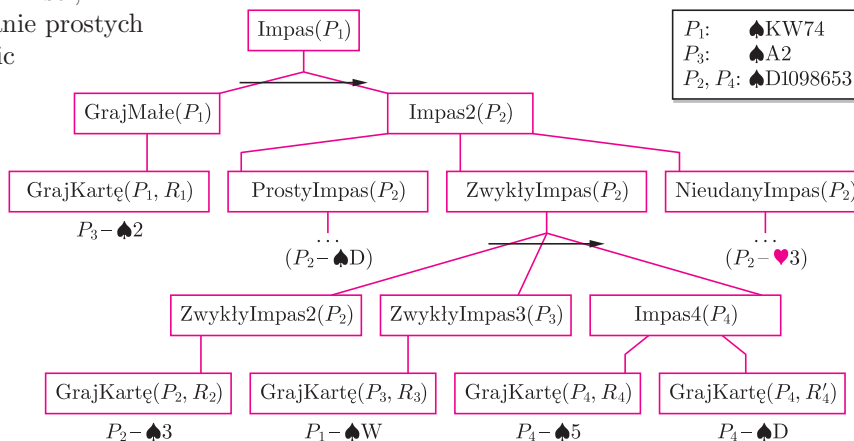 anie prostych
ic
Impas(P₁)
P₁: ♠KW74
P₃: ♠A2
P₂, P₄: ♠D1098653
GrajMałe(P₁)
Impas2(P₂)
GrajKartę(P₁, R₁)
ProstyImpas(P₂)
ZwykłyImpas(P₂)
NieudanyImpas(P₂)
P₃–♠2
...
(P₂–♠D)
...
(P₂–♥3)
ZwykłyImpas2(P₂)
ZwykłyImpas3(P₃)
Impas4(P₄)
GrajKartę(P₂, R₂)
GrajKartę(P₃, R₃)
GrajKartę(P₄, R₄)
GrajKartę(P₄, R′₄)
P₂–♠3
P₁–♠W
P₄–♠5
P₄–♠D